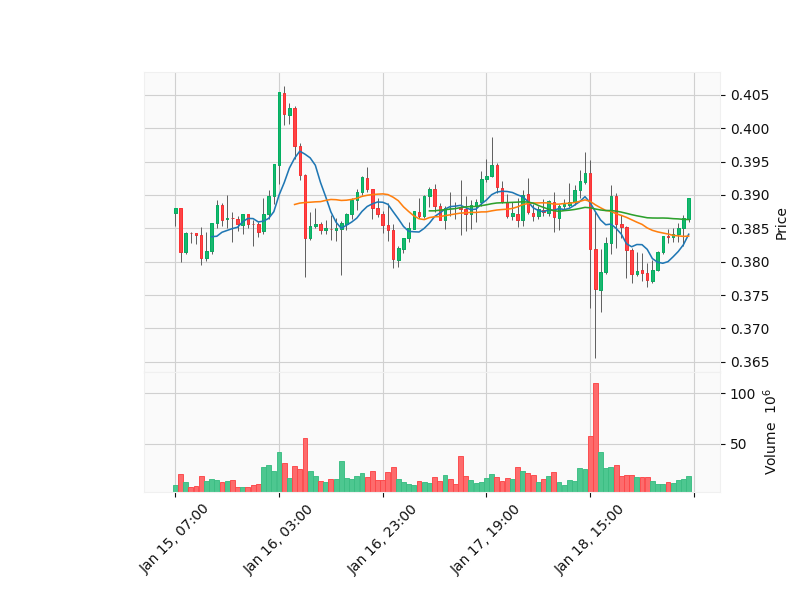 0.405
0.400
0.395
0.390
0.385
0.380
0.375
0.370
0.365
Price
100
50
Volume 10^6
Jan 15, 07:00
Jan 16, 03:00
Jan 16, 23:00
Jan 17, 19:00
Jan 18, 15:00